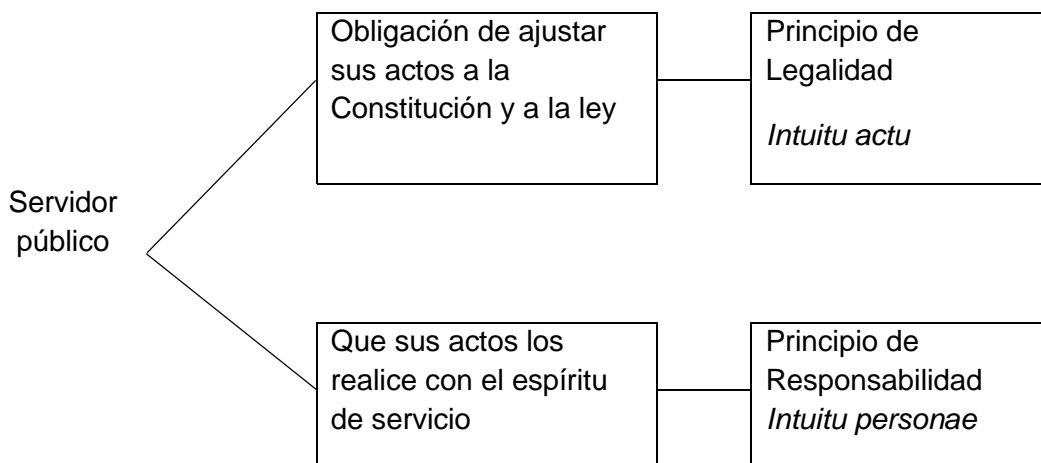 Servidor
público
Obligación de ajustar
sus actos a la
Constitución y a la ley
Principio de
Legalidad
Intuitu actu
Que sus actos los
realice con el espíritu
de servicio
Principio de
Responsabilidad
Intuitu personae